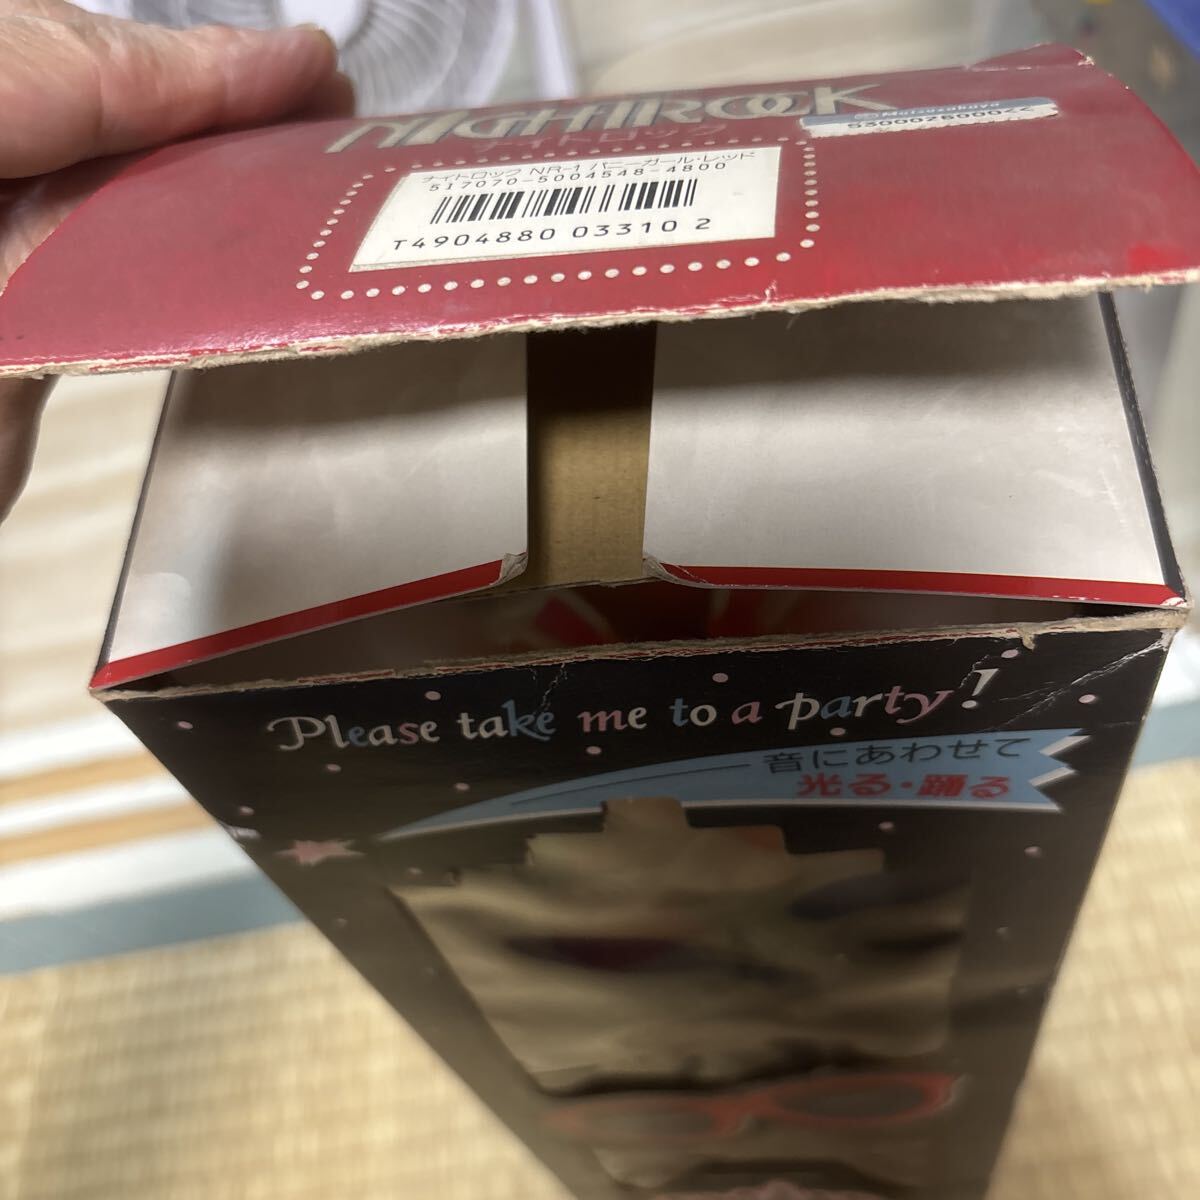 NIGHTROCK
ナイトロック
Matsuzakaya
ナイトロック NR-1 バニーガール・レッド
517070-5004548-4800
T4904880 03310 2
Please take me to a party!
音にあわせて
光る・踊る